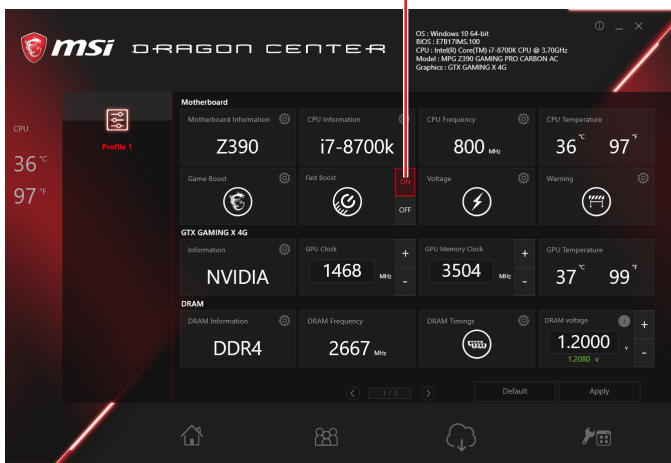 msi DRAGON CENTER
OS : Windows 10 64-bit
BIOS : E7B17IMS.100
CPU : Intel(R) Core(TM) i7-8700K CPU @ 3.70GHz
Model : MPG Z390 GAMING PRO CARBON AC
Graphics : GTX GAMING X 4G
CPU
36 °C
97 °F
Profile 1
Motherboard
Motherboard Information
CPU Information
CPU Frequency
CPU Temperature
Z390
i7-8700k
800 MHz
36 °C 97 °F
Game Boost
Fast Boost
ON
OFF
Voltage
Warning
GTX GAMING X 4G
Information
GPU Clock
+
GPU Memory Clock
+
GPU Temperature
NVIDIA
1468 MHz
-
3504 MHz
-
37 °C 99 °F
DRAM
DRAM Information
DRAM Frequency
DRAM Timings
DRAM voltage
i
+
DDR4
2667 MHz
1.2000 v
-
1.2080 v
1 / 2
Default
Apply